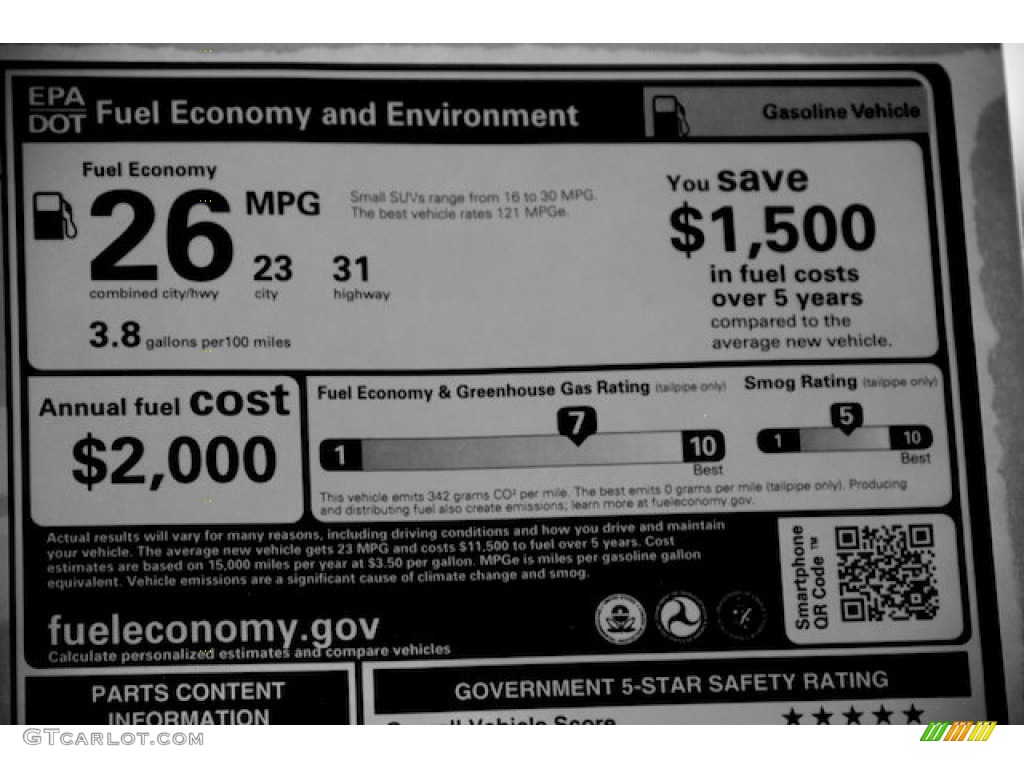 EPA
DOT
Fuel Economy and Environment
Gasoline Vehicle
Fuel Economy
26 MPG
combined city/hwy
23
city
31
highway
3.8 gallons per100 miles
Small SUVs range from 16 to 30 MPG.
The best vehicle rates 121 MPGe.
You save
$1,500
in fuel costs
over 5 years
compared to the
average new vehicle.
Annual fuel cost
$2,000
Fuel Economy & Greenhouse Gas Rating (tailpipe only)
7
1
10
Best
Smog Rating (tailpipe only)
5
1
10
Best
This vehicle emits 342 grams CO² per mile. The best emits 0 grams per mile (tailpipe only). Producing
and distributing fuel also create emissions; learn more at fueleconomy.gov.
Actual results will vary for many reasons, including driving conditions and how you drive and maintain
your vehicle. The average new vehicle gets 23 MPG and costs $11,500 to fuel over 5 years. Cost
estimates are based on 15,000 miles per year at $3.50 per gallon. MPGe is miles per gasoline gallon
equivalent. Vehicle emissions are a significant cause of climate change and smog.
fueleconomy.gov
Calculate personalized estimates and compare vehicles
Smartphone
QR Code ™
PARTS CONTENT
INFORMATION
GOVERNMENT 5-STAR SAFETY RATING
Overall Vehicle Score
★★★★★
GTCARLOT.COM